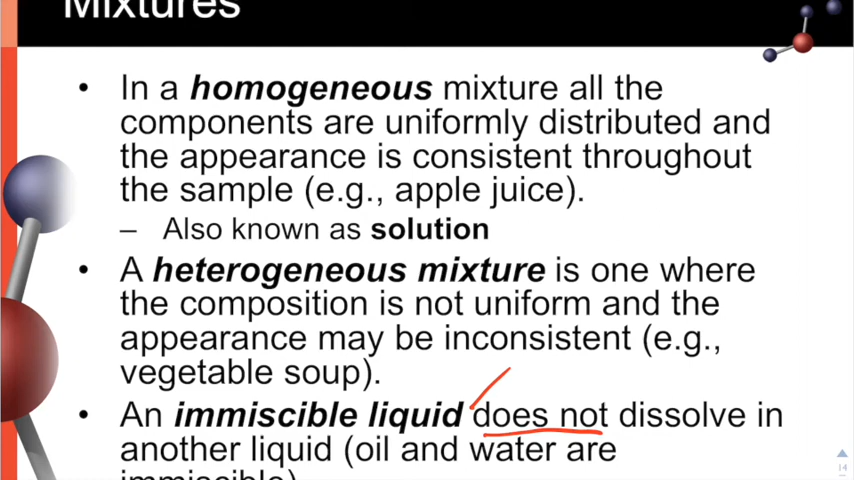 Mixtures
• In a homogeneous mixture all the
components are uniformly distributed and
the appearance is consistent throughout
the sample (e.g., apple juice).
– Also known as solution
• A heterogeneous mixture is one where
the composition is not uniform and the
appearance may be inconsistent (e.g.,
vegetable soup).
• An immiscible liquid does not dissolve in
another liquid (oil and water are
immiscible)
14